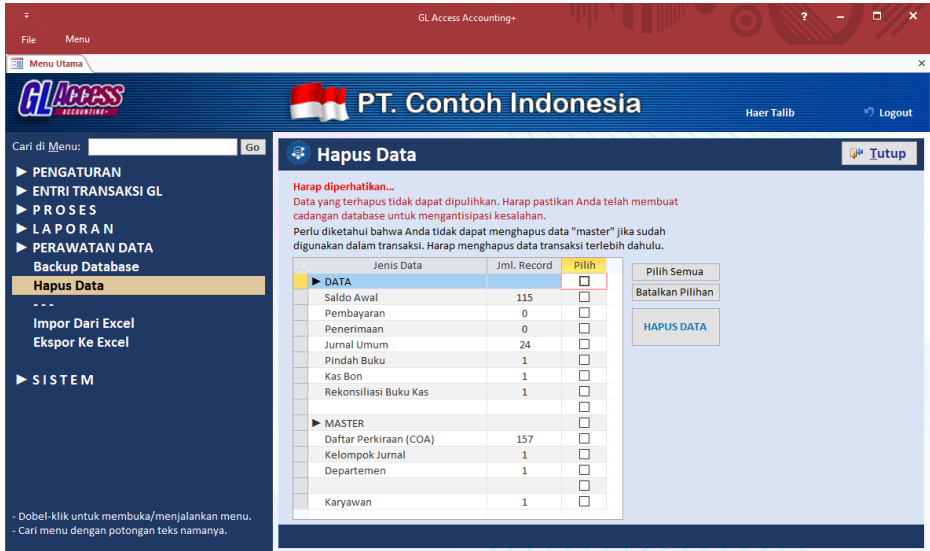 GL Access Accounting+
?
File Menu
Menu Utama
GL Access
ACCOUNTING+
PT. Contoh Indonesia
Haer Talib
Logout
Cari di Menu:
Go
PENGATURAN
ENTRI TRANSAKSI GL
PROSES
LAPORAN
PERAWATAN DATA
Backup Database
Hapus Data
- - -
Impor Dari Excel
Ekspor Ke Excel
SISTEM
- Dobel-klik untuk membuka/menjalankan menu.
- Cari menu dengan potongan teks namanya.
Hapus Data
Tutup
Harap diperhatikan...
Data yang terhapus tidak dapat dipulihkan. Harap pastikan Anda telah membuat
cadangan database untuk mengantisipasi kesalahan.
Perlu diketahui bahwa Anda tidak dapat menghapus data "master" jika sudah
digunakan dalam transaksi. Harap menghapus data transaksi terlebih dahulu.
Jenis Data Jml. Record Pilih
DATA
Saldo Awal 115
Pembayaran 0
Penerimaan 0
Jurnal Umum 24
Pindah Buku 1
Kas Bon 1
Rekonsiliasi Buku Kas 1
MASTER
Daftar Perkiraan (COA) 157
Kelompok Jurnal 1
Departemen 1
Karyawan 1
Pilih Semua
Batalkan Pilihan
HAPUS DATA